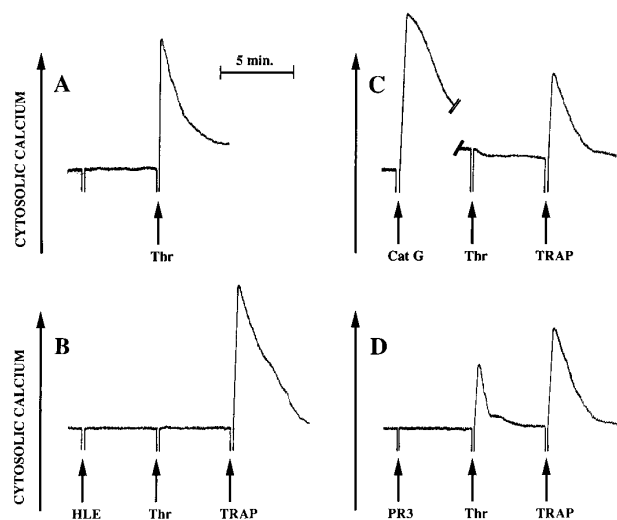 A
5 min.
CYTOSOLIC CALCIUM
Thr
C
Cat G Thr TRAP
B
CYTOSOLIC CALCIUM
HLE Thr TRAP
D
PR3 Thr TRAP